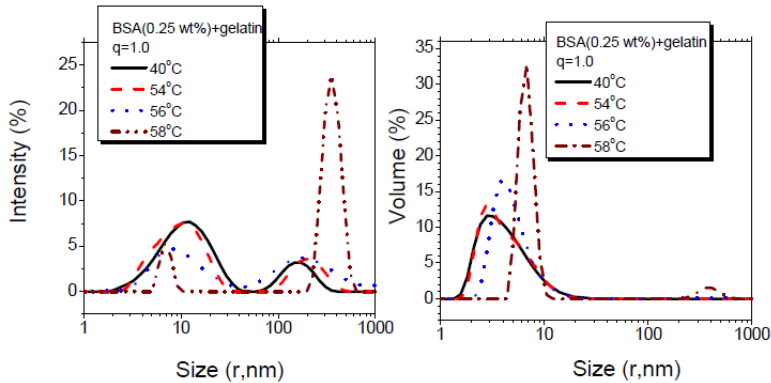 BSA(0.25 wt%)+gelatin
q=1.0
40°C
54°C
56°C
58°C
Intensity (%)
25
20
15
10
5
0
1 10 100 1000
Size (r,nm)
BSA(0.25 wt%)+gelatin
q=1.0
40°C
54°C
56°C
58°C
Volume (%)
35
30
25
20
15
10
5
0
1 10 100 1000
Size (r,nm)